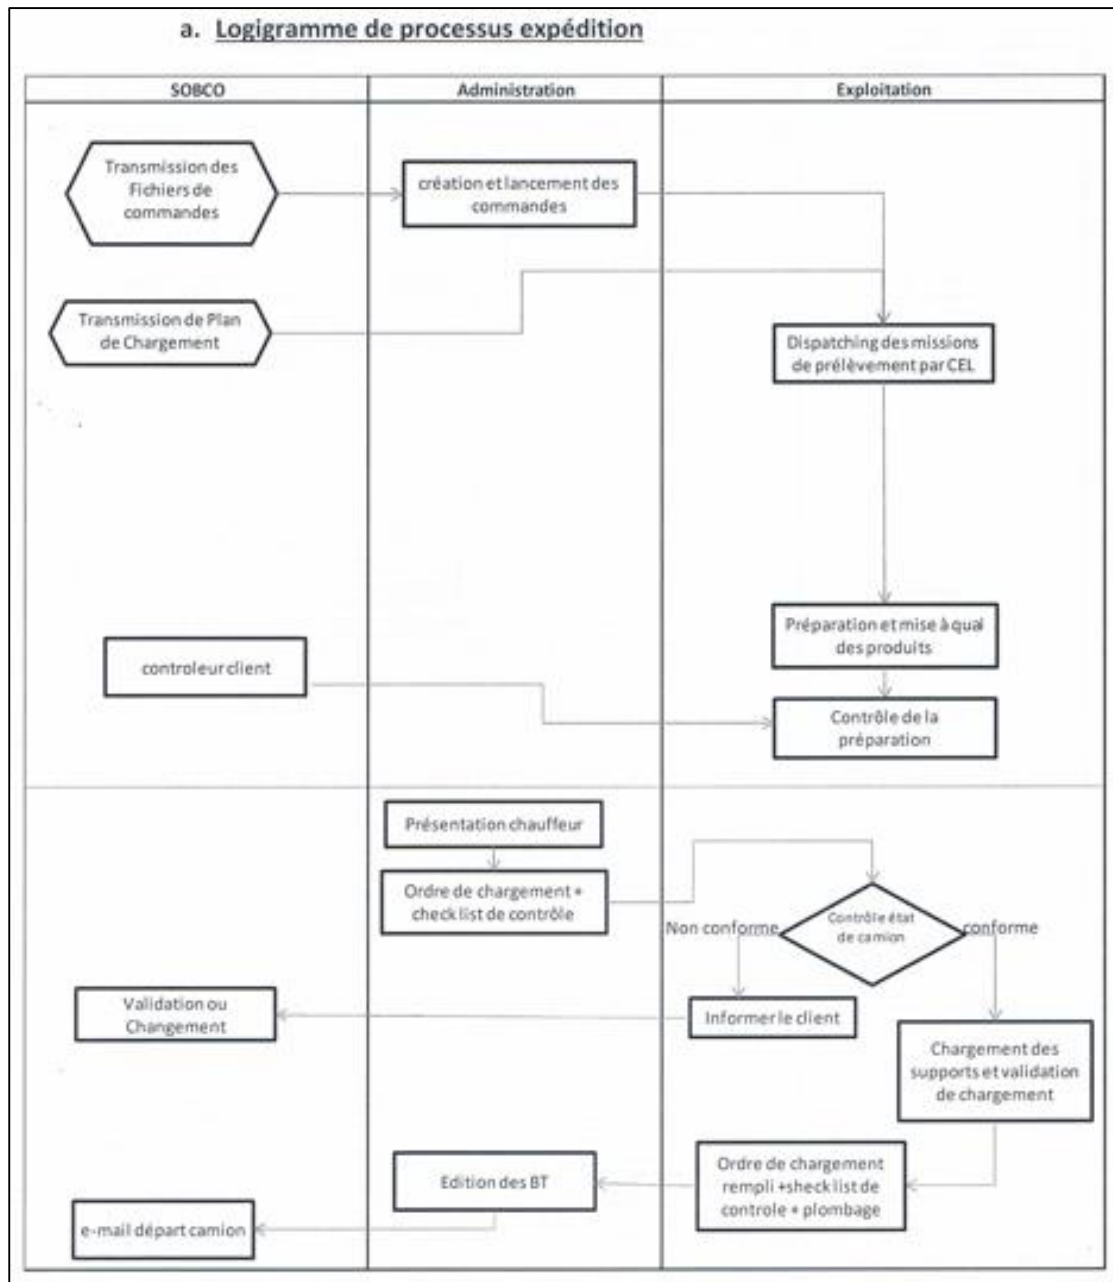 a. Logigramme de processus expédition
SOBCO
Administration
Exploitation
Transmission des
Fichiers de
commandes
création et lancement des
commandes
Transmission de Plan
de Chargement
Dispatching des missions
de prélèvement par CEL
Préparation et mise à quai
des produits
controleur client
Contrôle de la
préparation
Présentation chauffeur
Ordre de chargement +
check list de contrôle
Contrôle état
de camion
Non conforme
conforme
Validation ou
Changement
Informer le client
Chargement des
supports et validation
de chargement
Ordre de chargement
rempli +check list de
controle + plombage
Edition des BT
e-mail départ camion